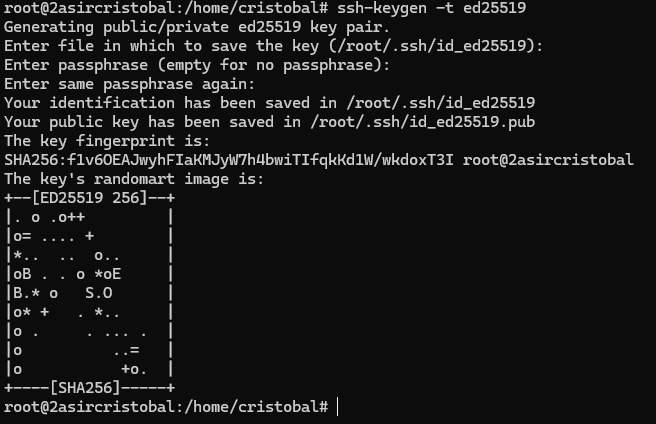 root@2asircristobal:/home/cristobal# ssh-keygen -t ed25519
Generating public/private ed25519 key pair.
Enter file in which to save the key (/root/.ssh/id_ed25519):
Enter passphrase (empty for no passphrase):
Enter same passphrase again:
Your identification has been saved in /root/.ssh/id_ed25519
Your public key has been saved in /root/.ssh/id_ed25519.pub
The key fingerprint is:
SHA256:f1v6OEAJwyhFIaKMJyW7h4bwiTIfqkKd1W/wkdoxT3I root@2asircristobal
The key's randomart image is:
+--[ED25519 256]--+
|. o .o++         |
|o= .... +        |
|*..  ..  o..     |
|oB . . o *oE     |
|B.* o   S.O      |
|o* +   . *..     |
|o .     . ... .  |
|o           ..=  |
|o            +o. |
+----[SHA256]-----+
root@2asircristobal:/home/cristobal#